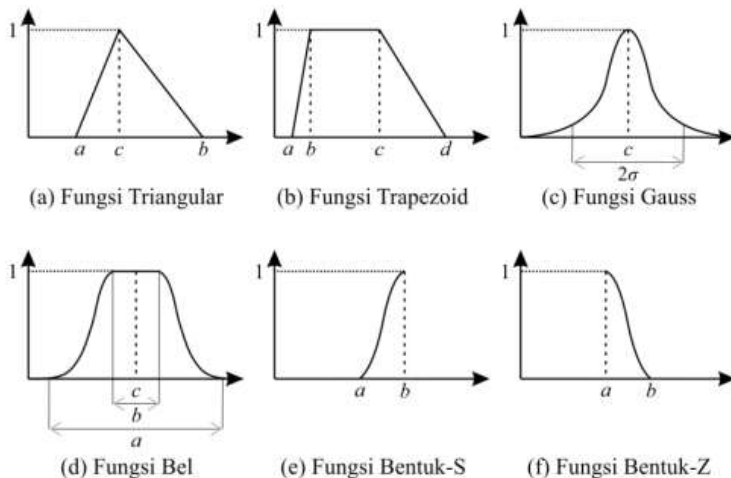 1
a c b
(a) Fungsi Triangular
1
a b c d
(b) Fungsi Trapezoid
1
c
2σ
(c) Fungsi Gauss
1
c
b
a
(d) Fungsi Bel
1
a b
(e) Fungsi Bentuk-S
1
a b
(f) Fungsi Bentuk-Z